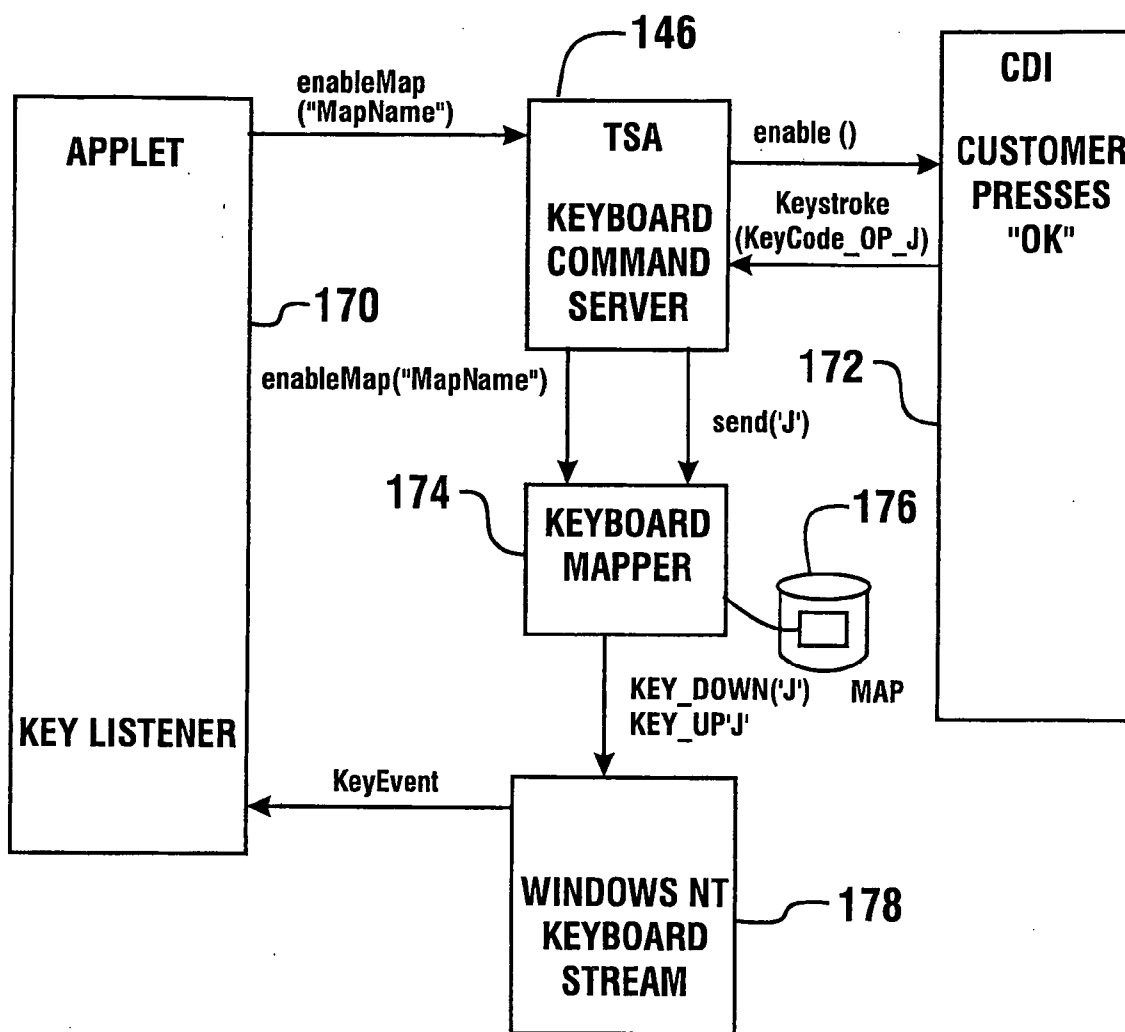 146
enableMap
("MapName")
APPLET
TSA
KEYBOARD
COMMAND
SERVER
enable ()
Keystroke
(KeyCode_OP_J)
CDI
CUSTOMER
PRESSES
"OK"
170
172
enableMap("MapName")
send('J')
174
KEYBOARD
MAPPER
176
MAP
KEY_DOWN('J')
KEY_UP'J'
KEY LISTENER
KeyEvent
WINDOWS NT
KEYBOARD
STREAM
178